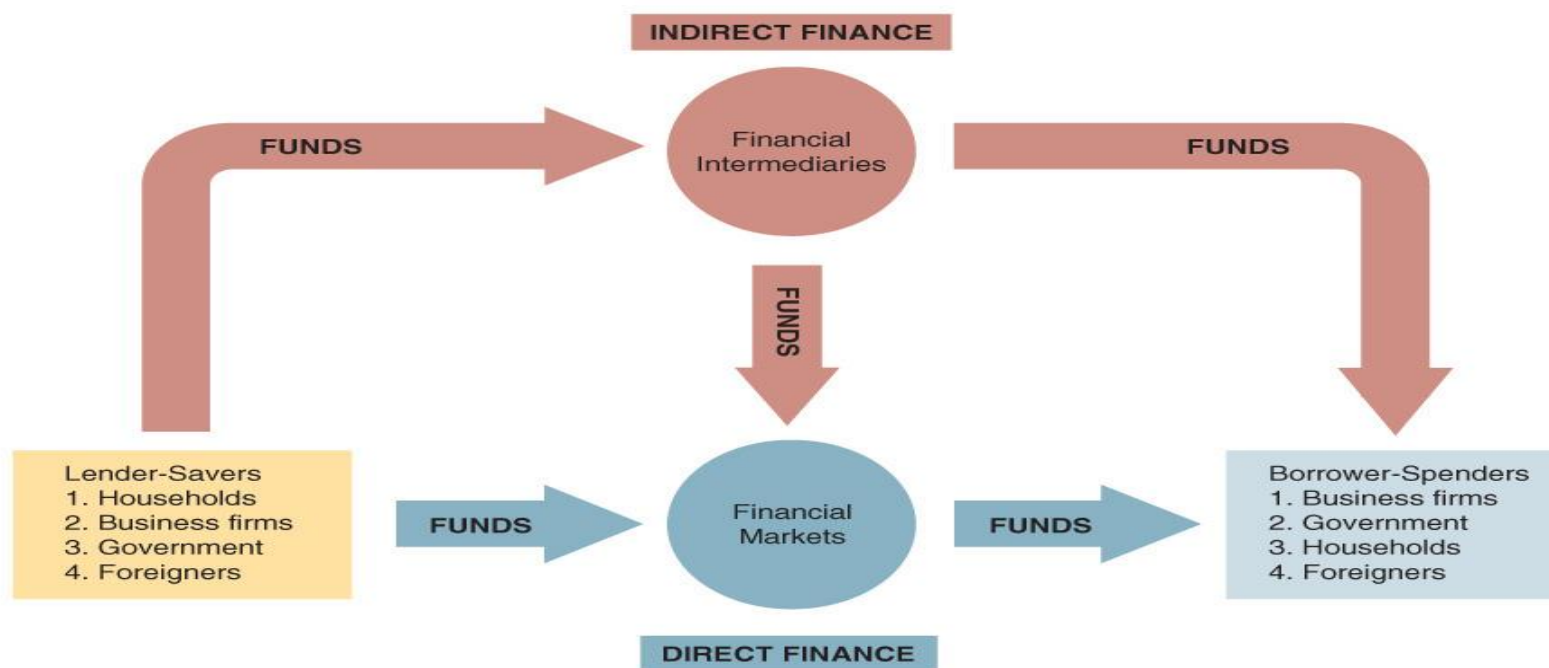 INDIRECT FINANCE
FUNDS
Financial
Intermediaries
FUNDS
FUNDS
Lender-Savers
1. Households
2. Business firms
3. Government
4. Foreigners
FUNDS
Financial
Markets
FUNDS
Borrower-Spenders
1. Business firms
2. Government
3. Households
4. Foreigners
DIRECT FINANCE